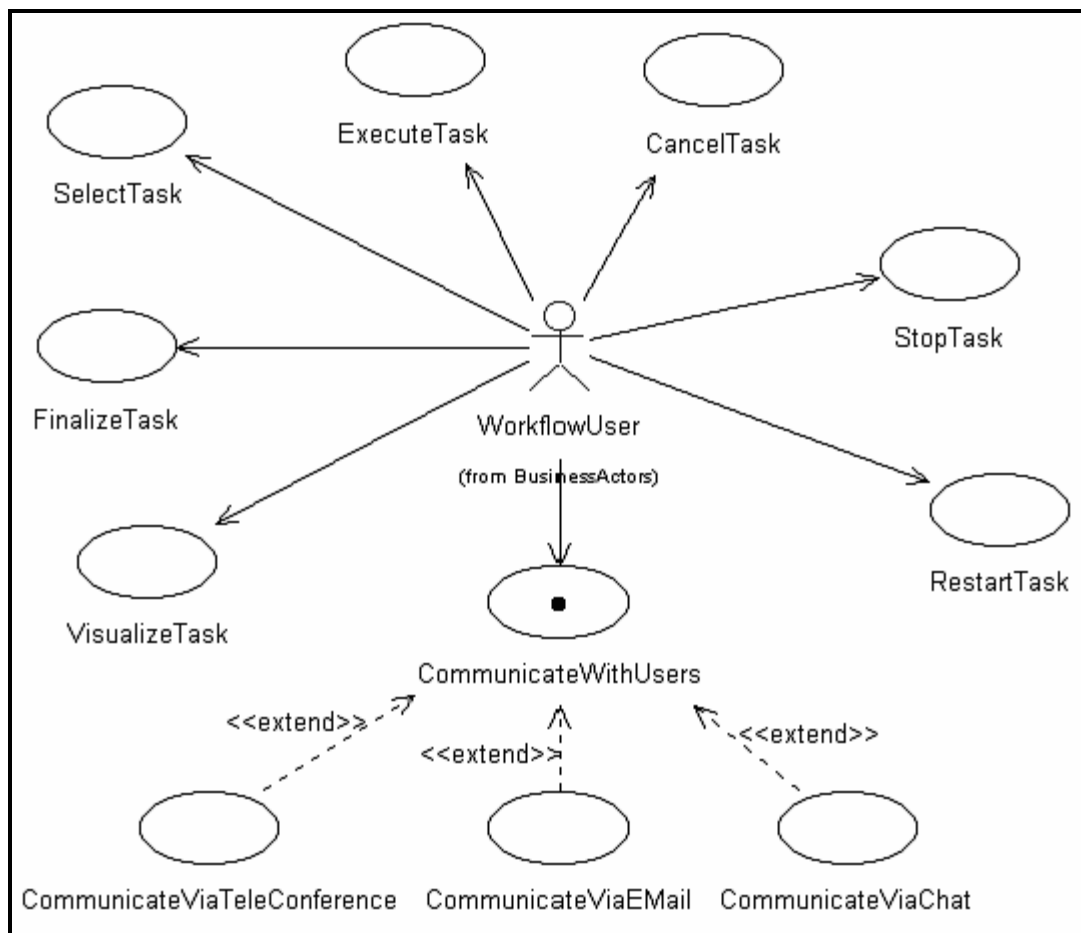 ExecuteTask
CancelTask
SelectTask
StopTask
FinalizeTask
WorkflowUser
(from BusinessActors)
RestartTask
VisualizeTask
CommunicateWithUsers
<<extend>>
<<extend>>
<<extend>>
CommunicateViaTeleConference
CommunicateViaEMail
CommunicateViaChat